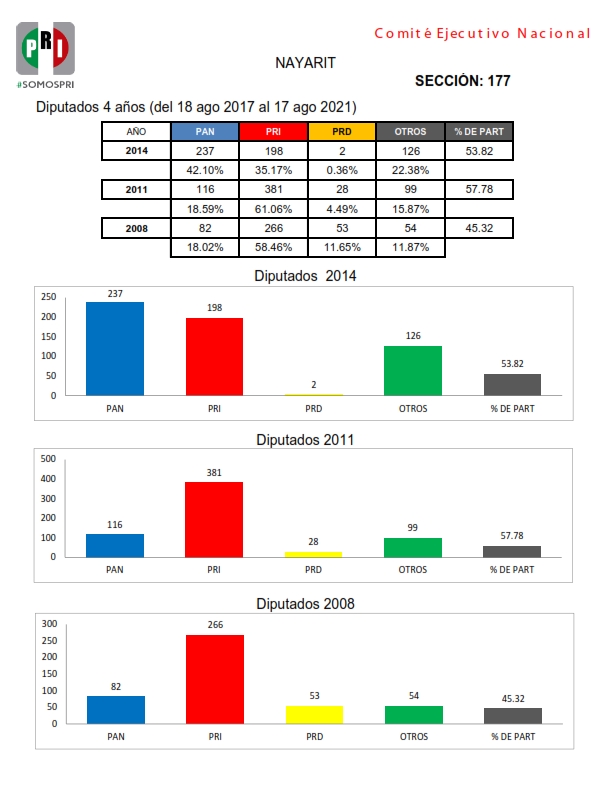 Comité Ejecutivo Nacional
PRI
#SOMOSPRI
NAYARIT
SECCIÓN: 177
Diputados 4 años (del 18 ago 2017 al 17 ago 2021)
AÑO PAN PRI PRD OTROS % DE PART
2014 237 198 2 126 53.82
42.10% 35.17% 0.36% 22.38%
2011 116 381 28 99 57.78
18.59% 61.06% 4.49% 15.87%
2008 82 266 53 54 45.32
18.02% 58.46% 11.65% 11.87%
Diputados 2014
250
200
150
100
50
0
237
198
2
126
53.82
PAN PRI PRD OTROS % DE PART
Diputados 2011
500
400
300
200
100
0
116
381
28
99
57.78
PAN PRI PRD OTROS % DE PART
Diputados 2008
300
250
200
150
100
50
0
82
266
53
54
45.32
PAN PRI PRD OTROS % DE PART